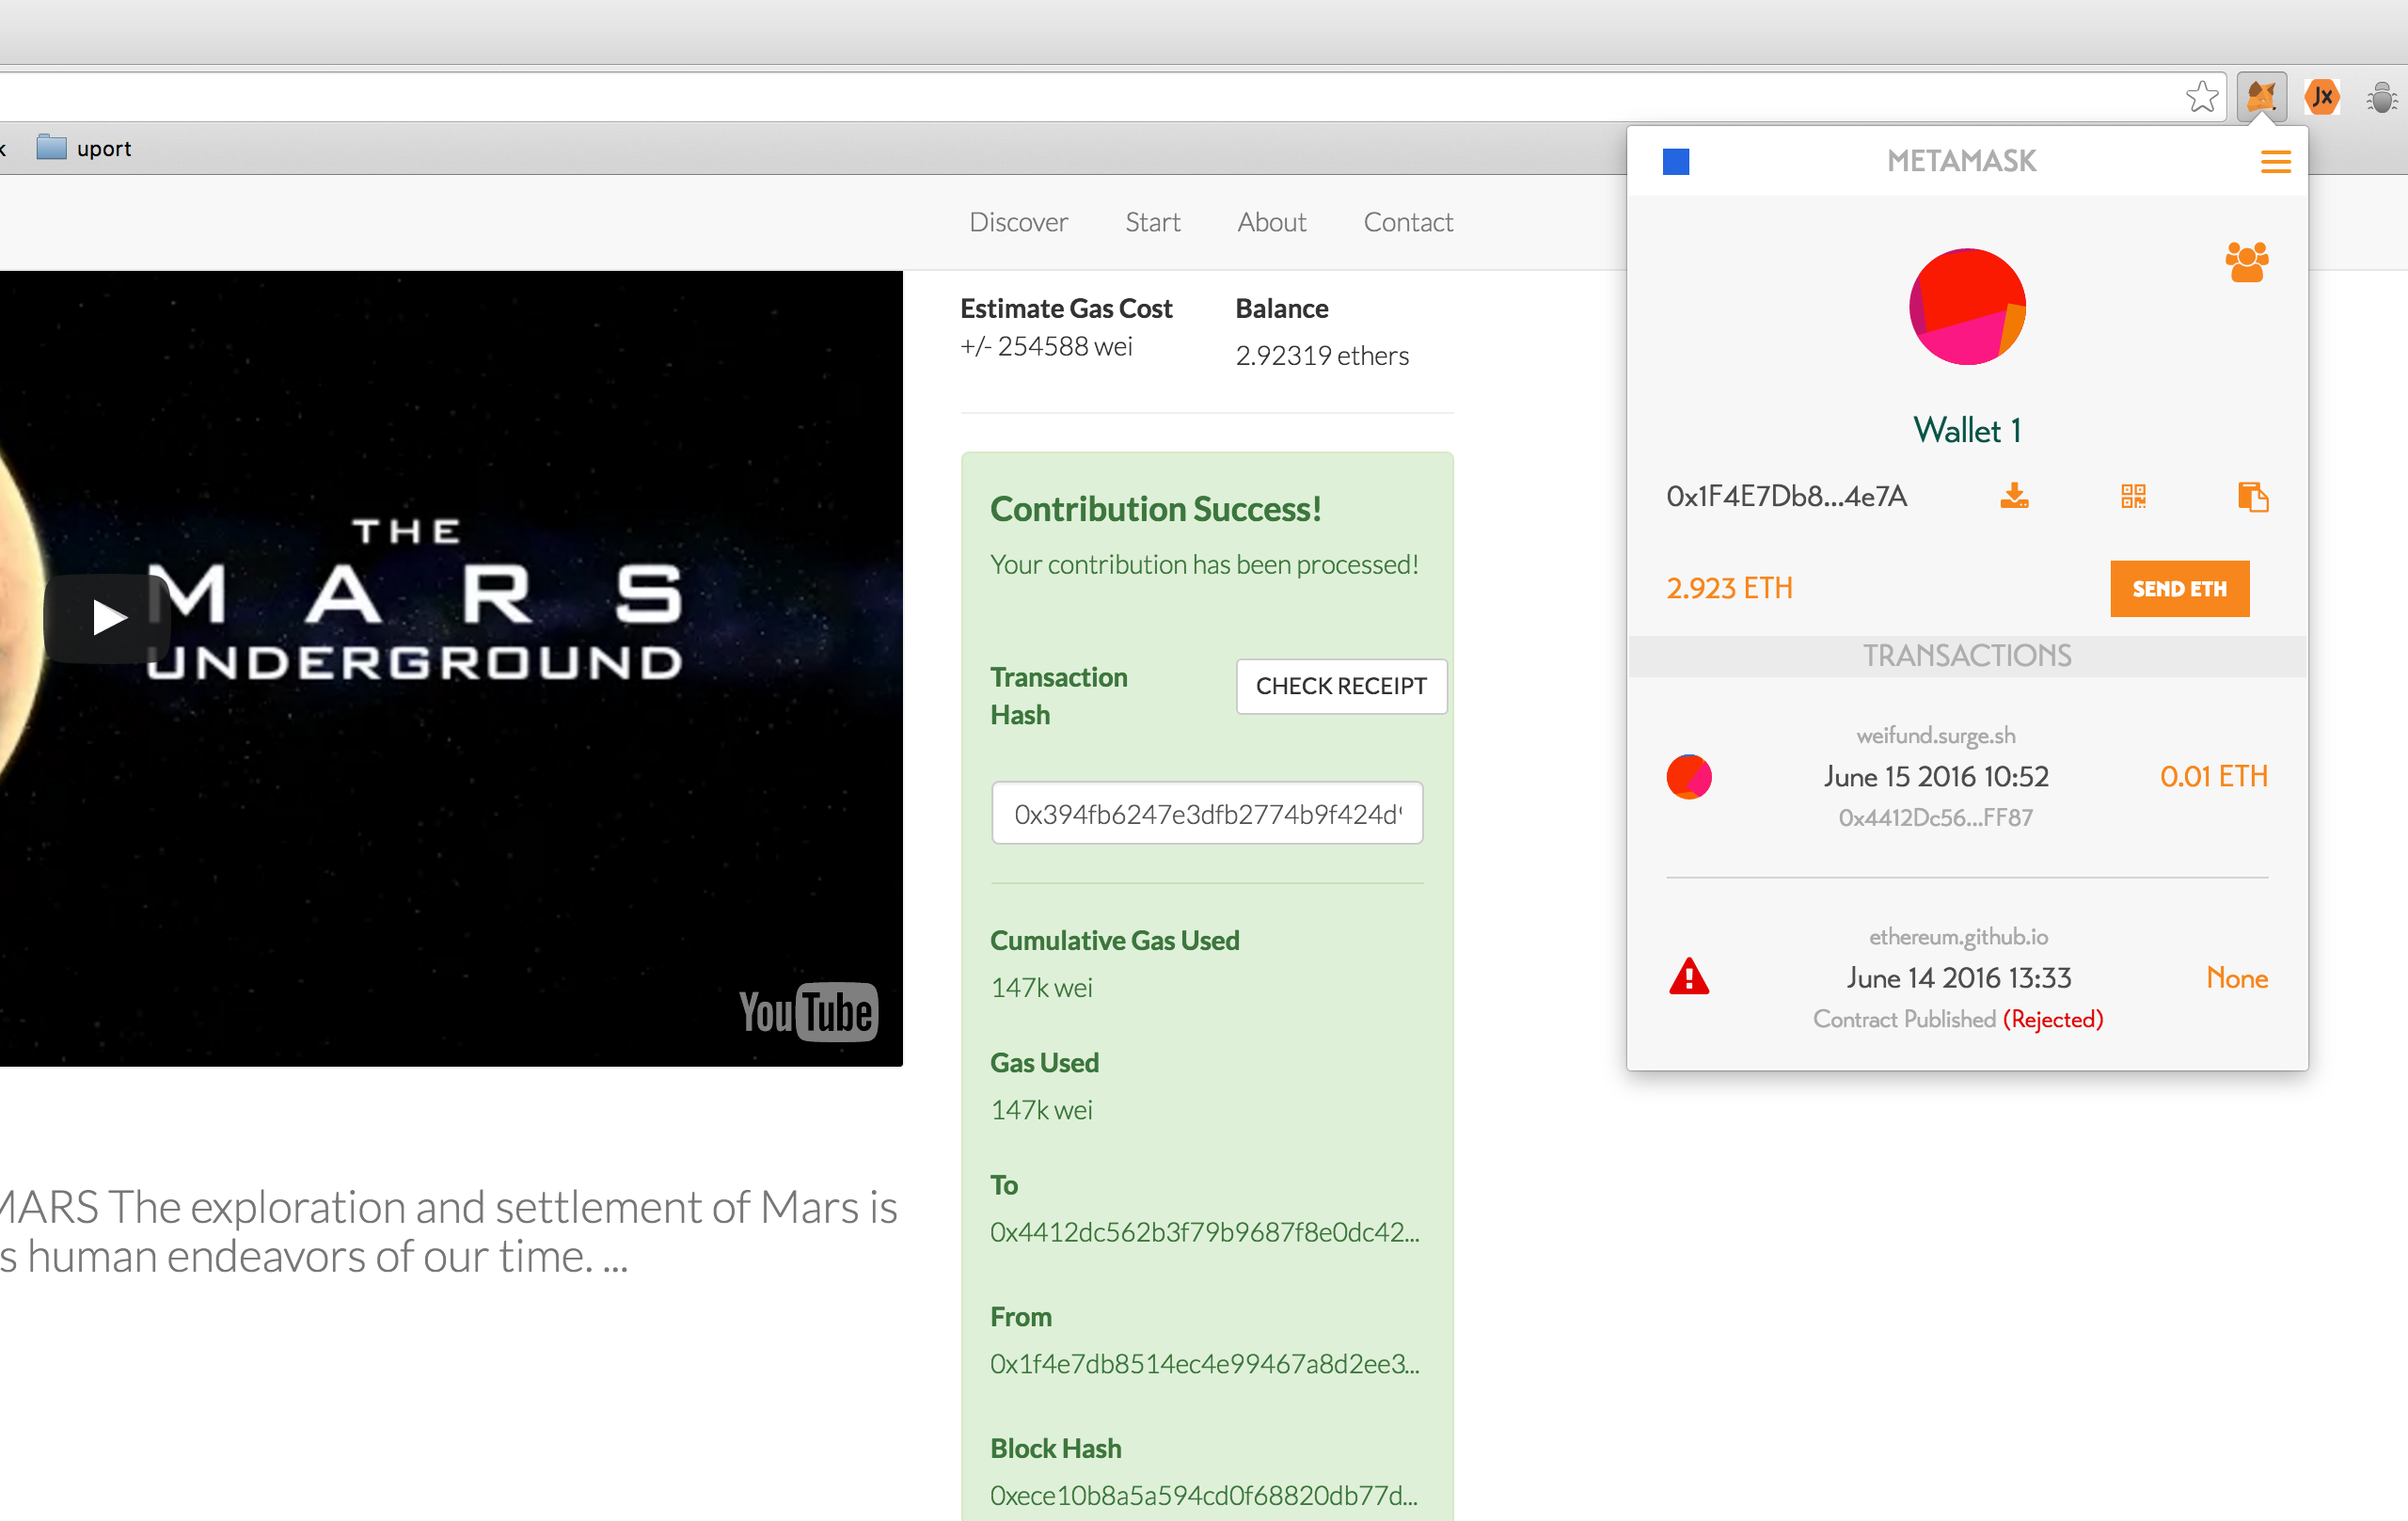 uport
Discover
Start
About
Contact
THE
MARS
UNDERGROUND
YouTube
MARS The exploration and settlement of Mars is
s human endeavors of our time. ...
Estimate Gas Cost
+/- 254588 wei
Balance
2.92319 ethers
Contribution Success!
Your contribution has been processed!
Transaction
Hash
CHECK RECEIPT
0x394fb6247e3dfb2774b9f424d
Cumulative Gas Used
147k wei
Gas Used
147k wei
To
0x4412dc562b3f79b9687f8e0dc42...
From
0x1f4e7db8514ec4e99467a8d2ee3...
Block Hash
0xece10b8a5a594cd0f68820db77d...
JX
METAMASK
Wallet 1
0x1F4E7Db8...4e7A
2.923 ETH
SEND ETH
TRANSACTIONS
weifund.surge.sh
June 15 2016 10:52
0x4412Dc56...FF87
0.01 ETH
ethereum.github.io
June 14 2016 13:33
Contract Published (Rejected)
None